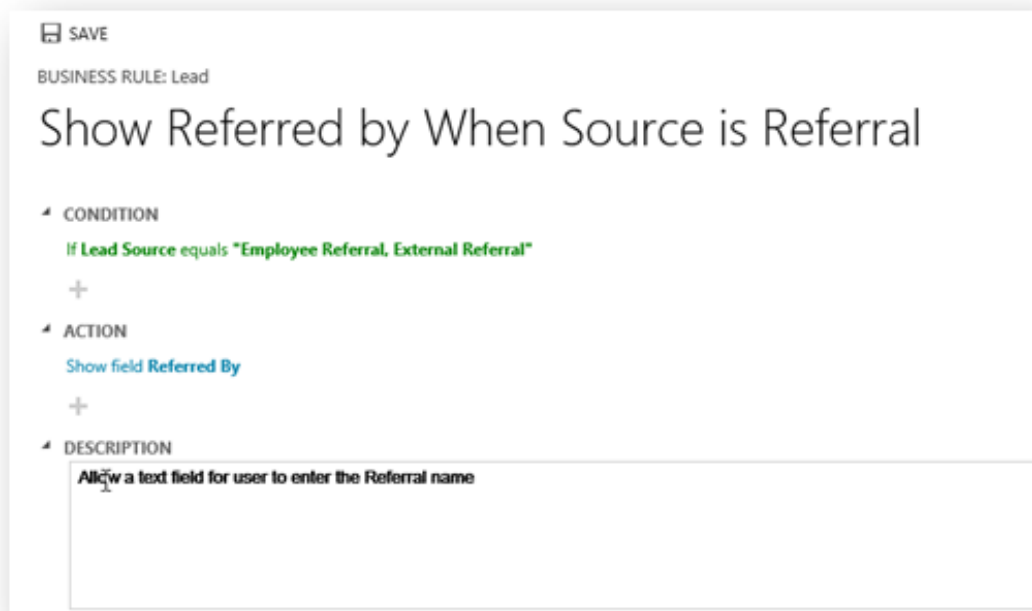 SAVE
BUSINESS RULE: Lead
Show Referred by When Source is Referral
CONDITION
If Lead Source equals "Employee Referral, External Referral"
ACTION
Show field Referred By
DESCRIPTION
Allow a text field for user to enter the Referral name